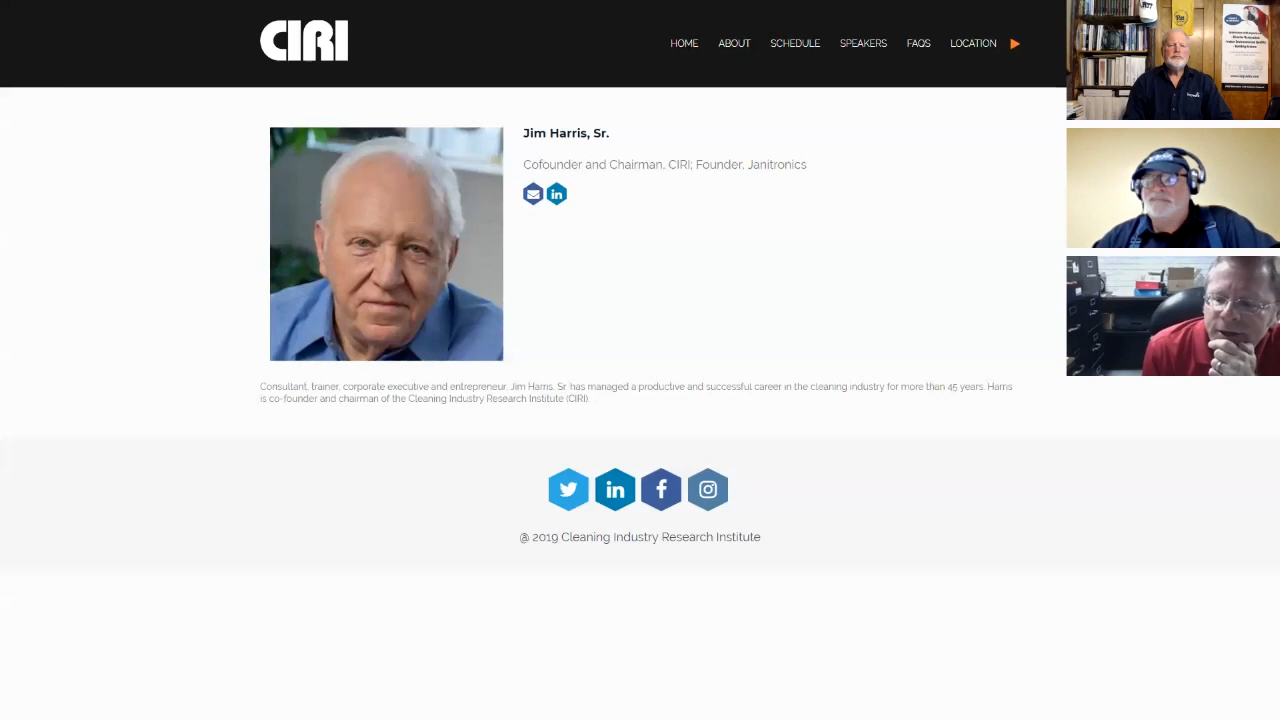 CIRI
HOME ABOUT SCHEDULE SPEAKERS FAQS LOCATION
Jim Harris, Sr.
Cofounder and Chairman, CIRI; Founder, Janitronics
in
Consultant, trainer, corporate executive and entrepreneur, Jim Harris, Sr. has managed a productive and successful career in the cleaning industry for more than 45 years. Harris
is co-founder and chairman of the Cleaning Industry Research Institute (CIRI).
in f
@ 2019 Cleaning Industry Research Institute